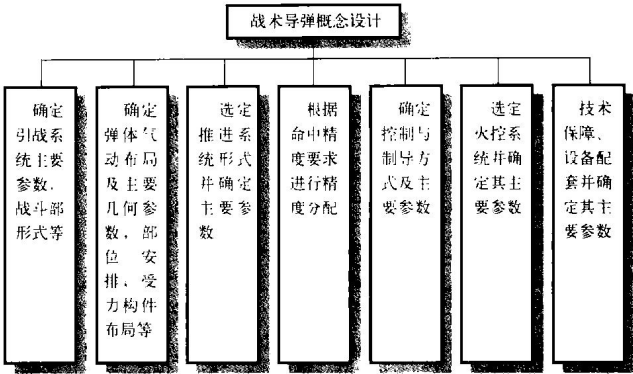 战术导弹概念设计
确定
引战系
统主要
参数，
战斗部
形式等
确定
弹体气
动布局
及主要
几何参
数，部
位安
排、受
力构件
布局等
选定
推进系
统形式
并确定
主要参
数
根据
命中精
度要求
进行精
度分配
确定
控制与
制导方
式及主
要参数
选定
火控系
统并确
定其主
要参数
技术
保障、
设备配
套并确
定其主
要参数